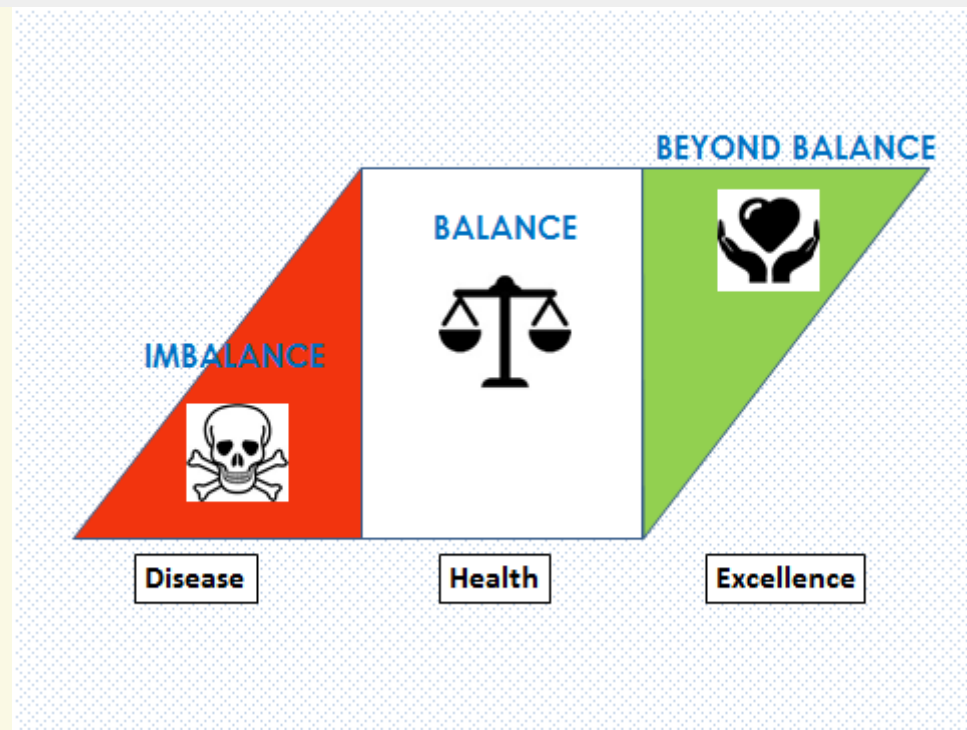 BEYOND BALANCE
BALANCE
IMBALANCE
Disease
Health
Excellence